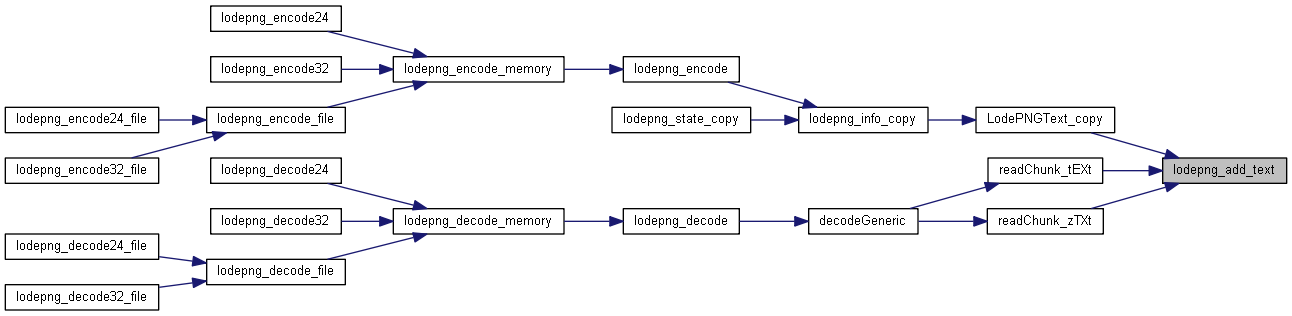 lodepng_encode24
lodepng_encode32
lodepng_encode_memory
lodepng_encode
lodepng_encode24_file
lodepng_encode_file
lodepng_state_copy
lodepng_info_copy
LodePNGText_copy
lodepng_encode32_file
lodepng_decode24
readChunk_tEXt
lodepng_add_text
lodepng_decode32
lodepng_decode_memory
lodepng_decode
decodeGeneric
readChunk_zTXt
lodepng_decode24_file
lodepng_decode_file
lodepng_decode32_file